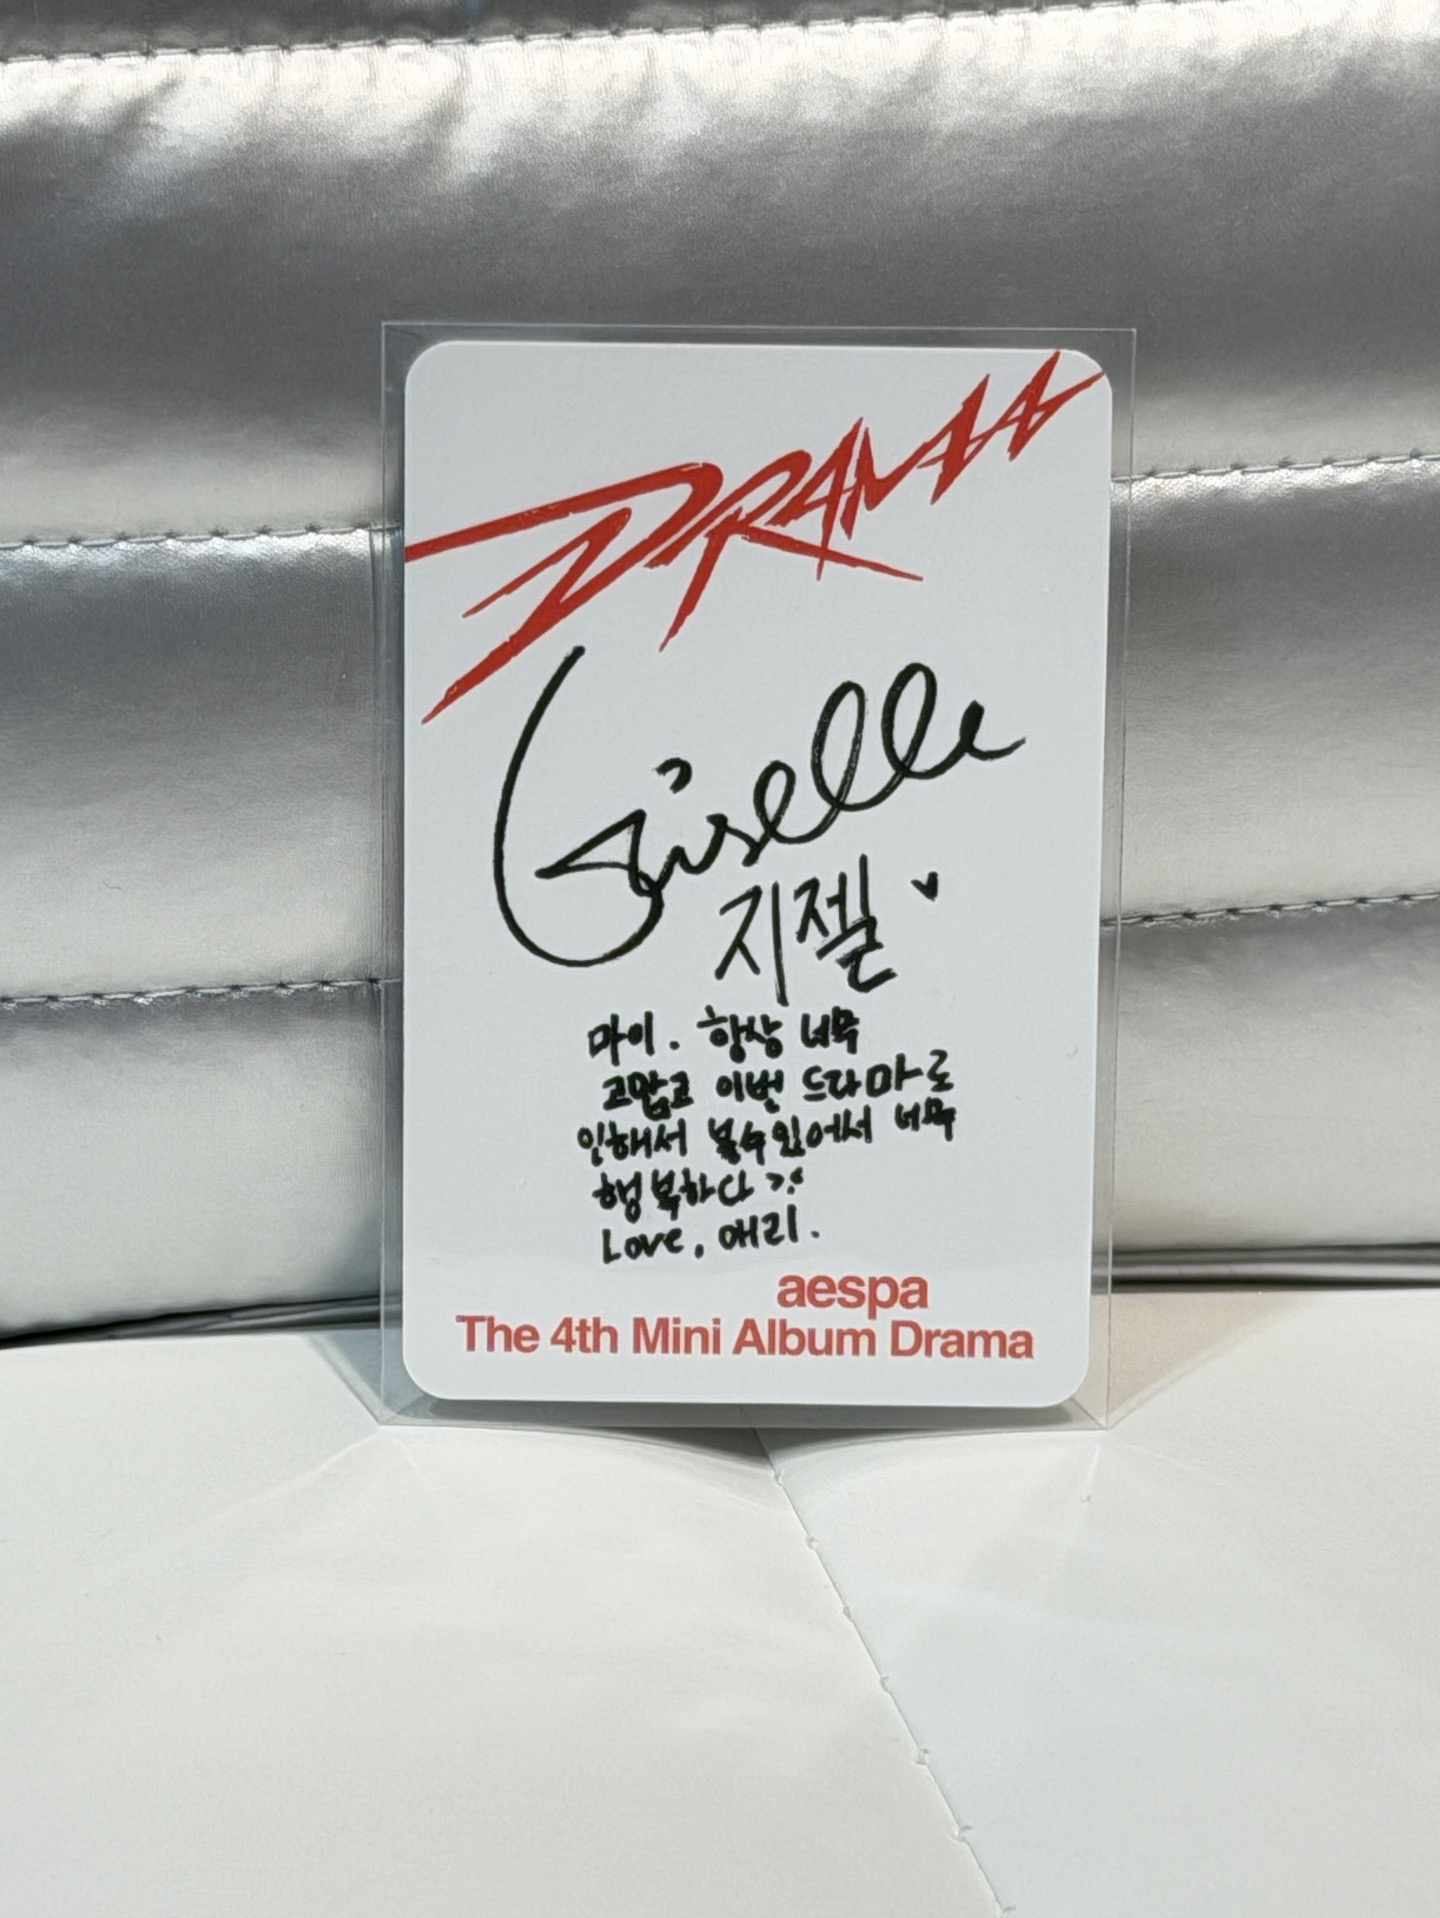 DRAMA
Giselle
지젤
마이. 항상 너무
고맙고 이번 드라마로
인해서 볼수있어서 너무
행복하다
Love, 애리.
aespa
The 4th Mini Album Drama